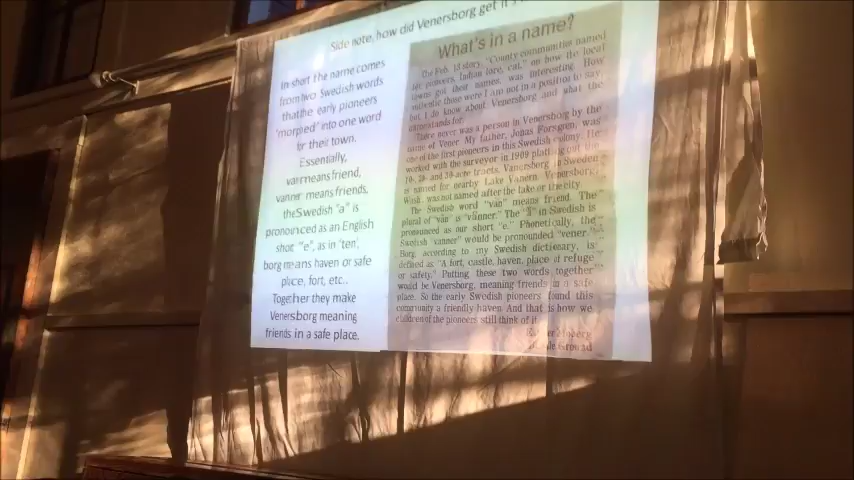 Side note, how did Venersborg get it
In short the name comes
from two Swedish words
that the early pioneers
'morpied' into one word
for their town.
Essentially,
van means friend,
vanner means friends,
the Swedish "a" is
pronounced as an English
short "e", as in 'ten',
borg means haven or safe
place, fort, etc..
Together they make
Venersborg meaning
friends in a safe place.
What's in a name?
The Feb. 13 story, "County communities named
for pioneers, Indian lore, cat," on how the local
towns got their names, was interesting. How
authentic those were I am not in a position to say,
but I do know about Venersborg and what the
name stands for.
There never was a person in Venersborg by the
name of Vener. My father, Jonas Forsgren, was
one of the first pioneers in this Swedish colony. He
worked with the surveyor in 1909 platting out the
10-, 20- and 30-acre tracts. Vanersborg in Sweden
is named for nearby Lake Vanern. Venersborg,
Wash., was not named after the lake or the city.
The Swedish word "van" means friend. The
plural of "vän" is "vänner." The "ä" in Swedish is
pronounced as our short "e." Phonetically, the
Swedish "vanner" would be pronounded "vener."
Borg, according to my Swedish dictionary, is
defined as "A fort, castle, haven, place of refuge
or safety." Putting these two words together
would be Venersborg, meaning friends in a safe
place. So the early Swedish pioneers found this
community a friendly haven. And that is how we
children of the pioneers still think of it.
Ground